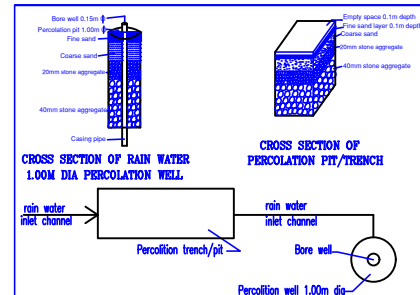 Bore well 0.15m ф
Percolation pit 1.00m ф
Fine sand
Coarse sand
20mm stone aggregate
40mm stone aggregate
Casing pipe
CROSS SECTION OF RAIN WATER
1.00M DIA PERCOLATION WELL
Empty space 0.1m depth
Fine sand layer 0.1m depth
Coarse sand
20mm stone aggregate
40mm stone aggregate
CROSS SECTION OF
PERCOLATION PIT/TRENCH
rain water
inlet channel
Percolition trench/pit
rain water
inlet channel
Bore well
Percolition well 1.00m dia